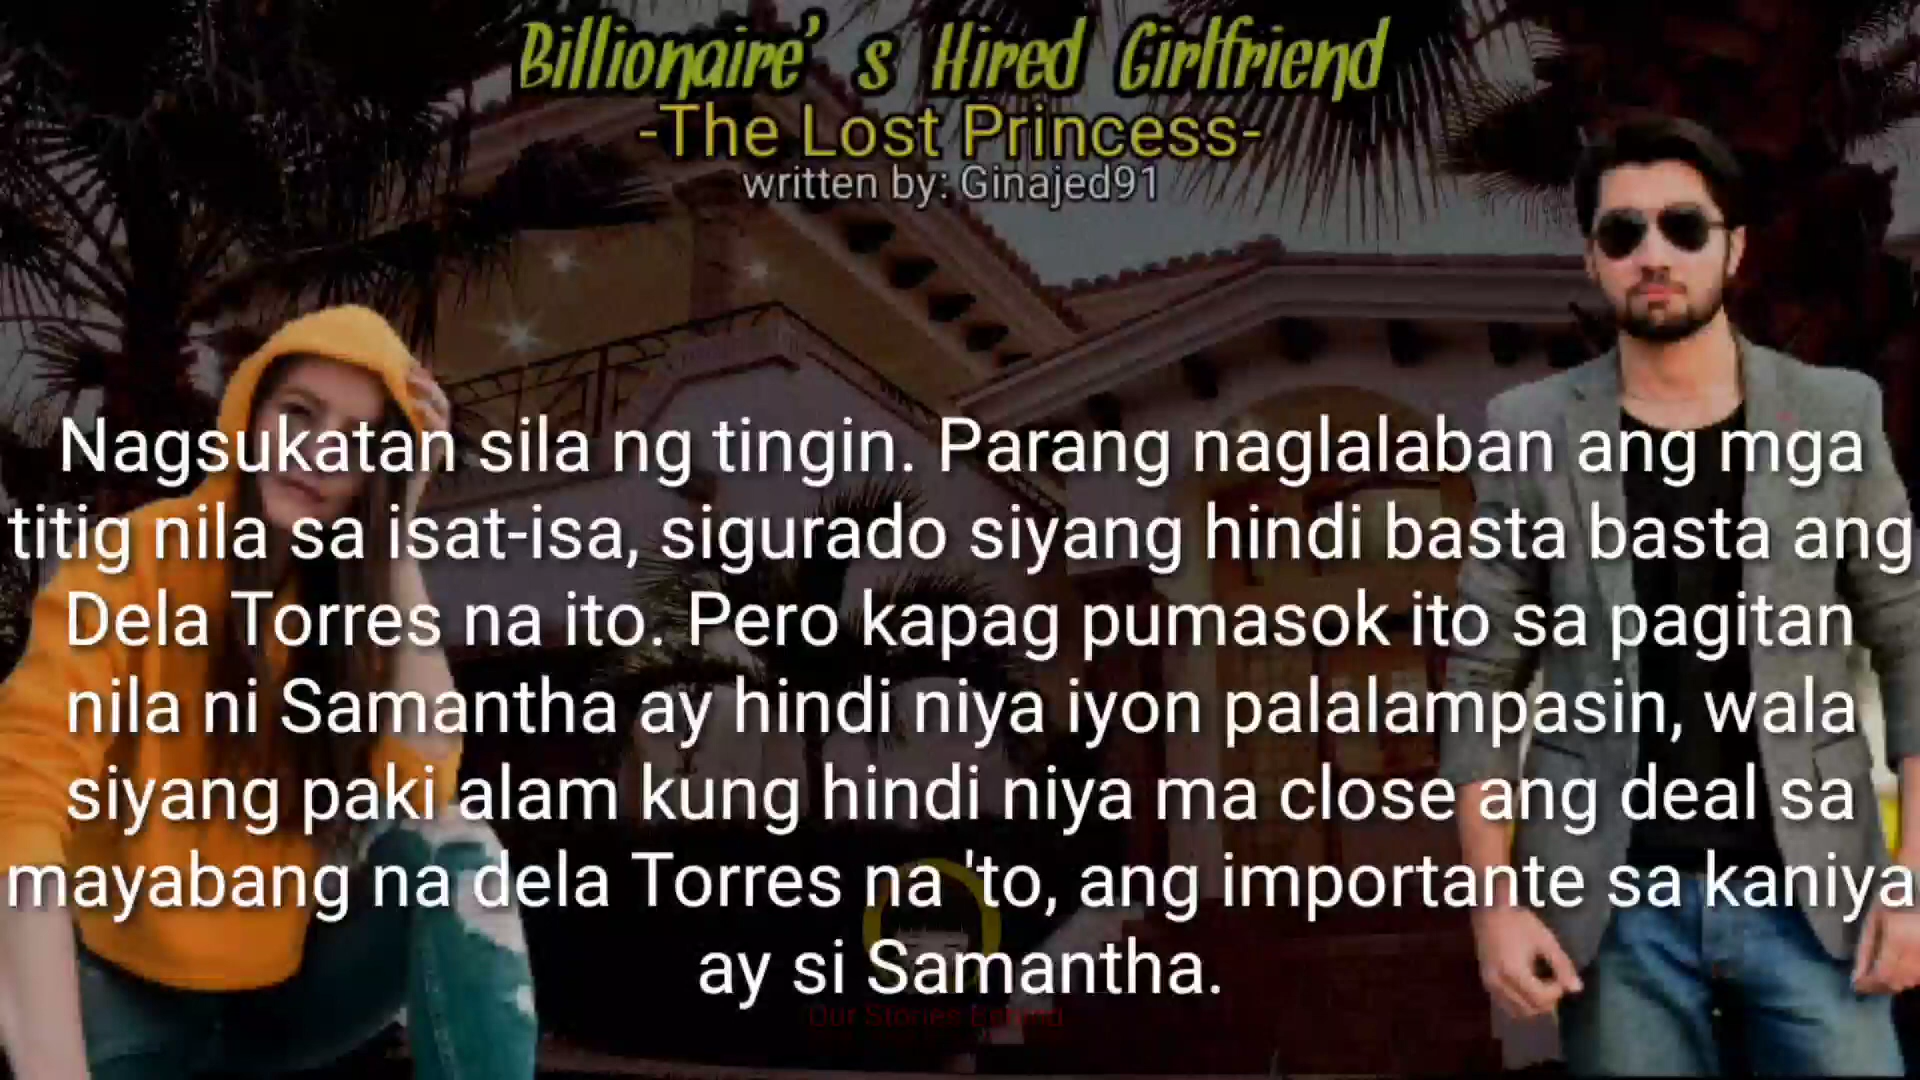 Billionaire's Hired Girlfriend
-The Lost Princess-
written by: Ginajed91
Nagsukatan sila ng tingin. Parang naglalaban ang mga
titig nila sa isat-isa, sigurado siyang hindi basta basta ang
Dela Torres na ito. Pero kapag pumasok ito sa pagitan
nila ni Samantha ay hindi niya iyon palalampasin, wala
siyang paki alam kung hindi niya ma close ang deal sa
mayabang na dela Torres na 'to, ang importante sa kaniya
ay si Samantha.
Our Stories